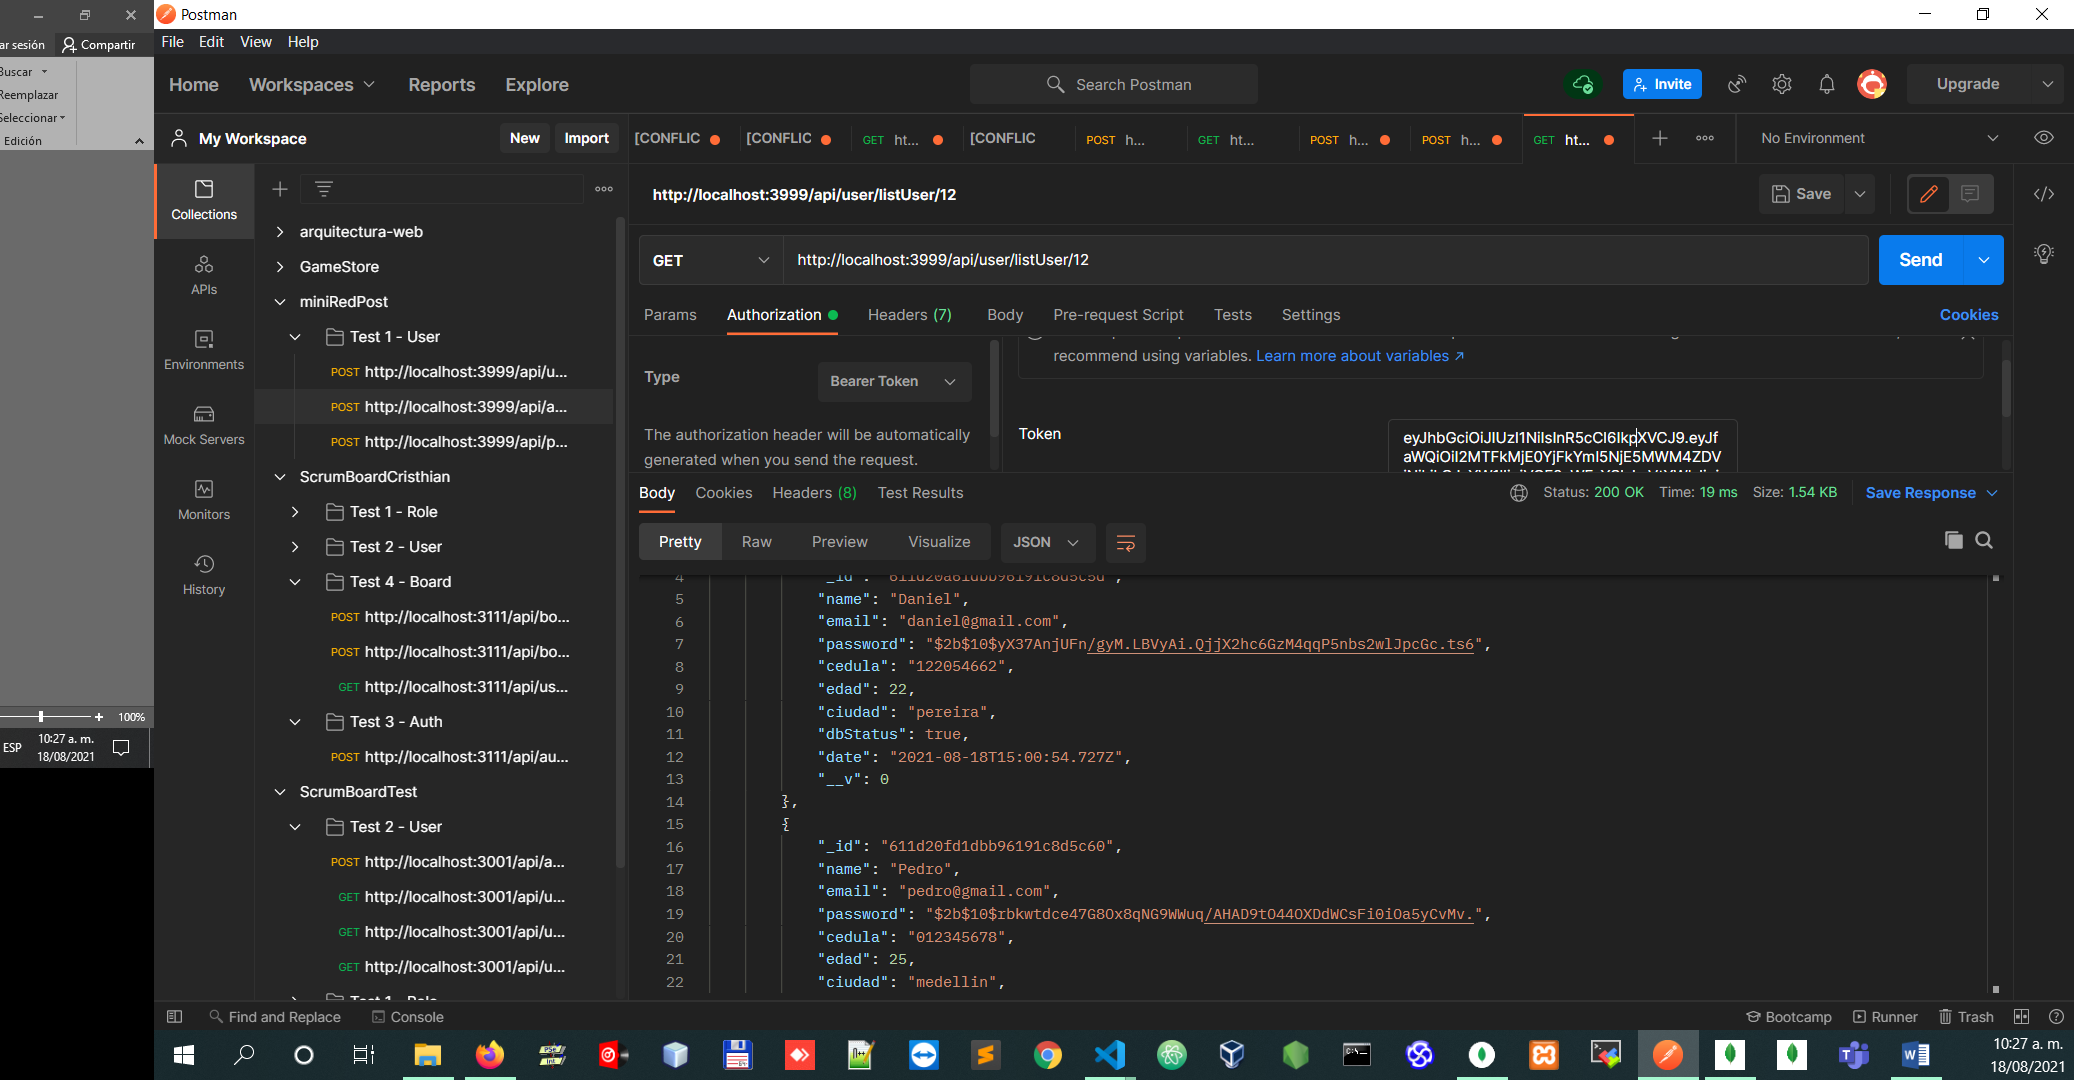 Postman
ar sesión
Compartir
File Edit View Help
Buscar
Reemplazar
Seleccionar
Edición
Home Workspaces Reports Explore
Search Postman
Invite
Upgrade
My Workspace
New Import
[CONFLIC
[CONFLIC
GET ht...
[CONFLIC
POST h...
GET ht...
POST h...
POST h...
GET ht...
No Environment
Collections
APIs
Environments
Mock Servers
Monitors
History
arquitectura-web
GameStore
miniRedPost
Test 1 - User
POST http://localhost:3999/api/u...
POST http://localhost:3999/api/a...
POST http://localhost:3999/api/p...
ScrumBoardCristhian
Test 1 - Role
Test 2 - User
Test 4 - Board
POST http://localhost:3111/api/bo...
POST http://localhost:3111/api/bo...
GET http://localhost:3111/api/us...
Test 3 - Auth
POST http://localhost:3111/api/au...
ScrumBoardTest
Test 2 - User
POST http://localhost:3001/api/a...
GET http://localhost:3001/api/u...
GET http://localhost:3001/api/u...
GET http://localhost:3001/api/u...
Test 1 - Role
http://localhost:3999/api/user/listUser/12
Save
GET
http://localhost:3999/api/user/listUser/12
Send
Params Authorization Headers (7) Body Pre-request Script Tests Settings
Cookies
Type
Bearer Token
The authorization header will be automatically
generated when you send the request.
recommend using variables. Learn more about variables ↗
Token
eyJhbGciOiJIUzI1NiIsInR5cCI6IkpXVCJ9.eyJf
aWQiOiI2MTFkMjE0YjFkYmI5NjE5MWM4ZDV
Body Cookies Headers (8) Test Results
Status: 200 OK Time: 19 ms Size: 1.54 KB
Save Response
Pretty Raw Preview Visualize JSON
4 "_id": "611d20a61dbb96191c8d5c5d",
5 "name": "Daniel",
6 "email": "daniel@gmail.com",
7 "password": "$2b$10$yX37AnjUFn/gyM.LBVyAi.QjjX2hc6GzM4qqP5nbs2wlJpcGc.ts6",
8 "cedula": "122054662",
9 "edad": 22,
10 "ciudad": "pereira",
11 "dbStatus": true,
12 "date": "2021-08-18T15:00:54.727Z",
13 "__v": 0
14 },
15 {
16 "_id": "611d20fd1dbb96191c8d5c60",
17 "name": "Pedro",
18 "email": "pedro@gmail.com",
19 "password": "$2b$10$rbkwtdce47G8Ox8qNG9WWuq/AHAD9tO44OXDdWCsFi0iOa5yCvMv.",
20 "cedula": "012345678",
21 "edad": 25,
22 "ciudad": "medellin",
100%
ESP
10:27 a. m.
18/08/2021
Find and Replace Console
Bootcamp Runner Trash
10:27 a. m.
18/08/2021